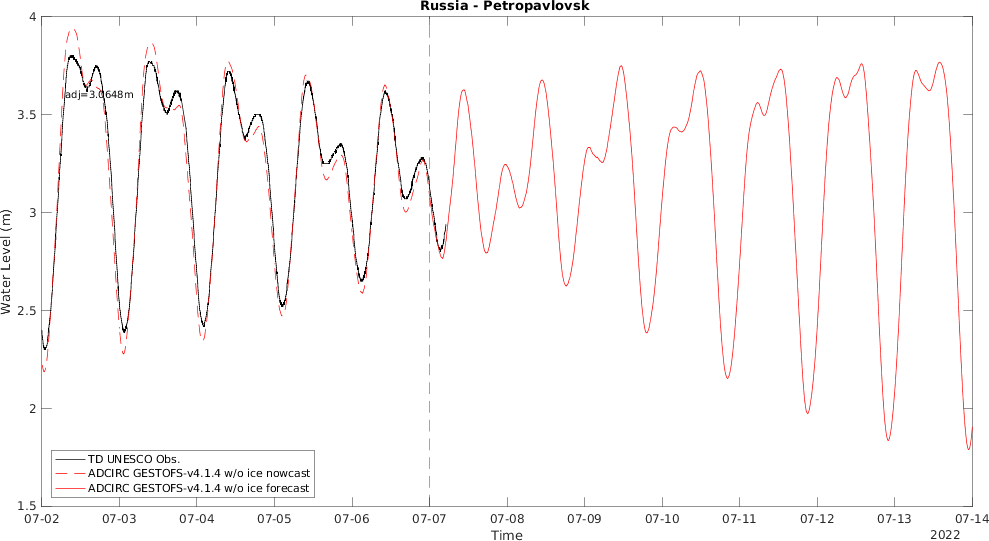 Russia - Petropavlovsk
4
3.5
3
2.5
2
1.5
Water Level (m)
adj=3.0648m
TD UNESCO Obs.
ADCIRC GESTOFS-v4.1.4 w/o ice nowcast
ADCIRC GESTOFS-v4.1.4 w/o ice forecast
07-02 07-03 07-04 07-05 07-06 07-07 07-08 07-09 07-10 07-11 07-12 07-13 07-14
Time
2022